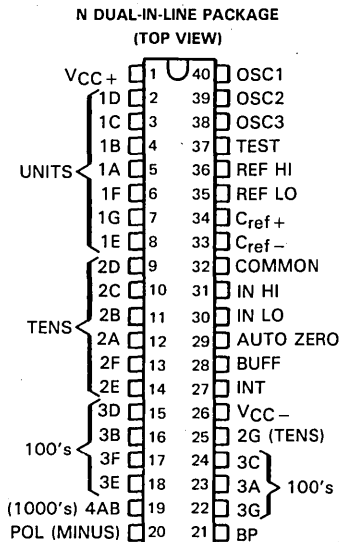 N DUAL-IN-LINE PACKAGE
(TOP VIEW)
VCC+ 1 40 OSC1
1D 2 39 OSC2
1C 3 38 OSC3
1B 4 37 TEST
UNITS 1A 5 36 REF HI
1F 6 35 REF LO
1G 7 34 Cref+
1E 8 33 Cref-
2D 9 32 COMMON
2C 10 31 IN HI
2B 11 30 IN LO
TENS 2A 12 29 AUTO ZERO
2F 13 28 BUFF
2E 14 27 INT
3D 15 26 VCC-
3B 16 25 2G (TENS)
100's 3F 17 24 3C
3E 18 23 3A 100's
(1000's) 4AB 19 22 3G
POL (MINUS) 20 21 BP